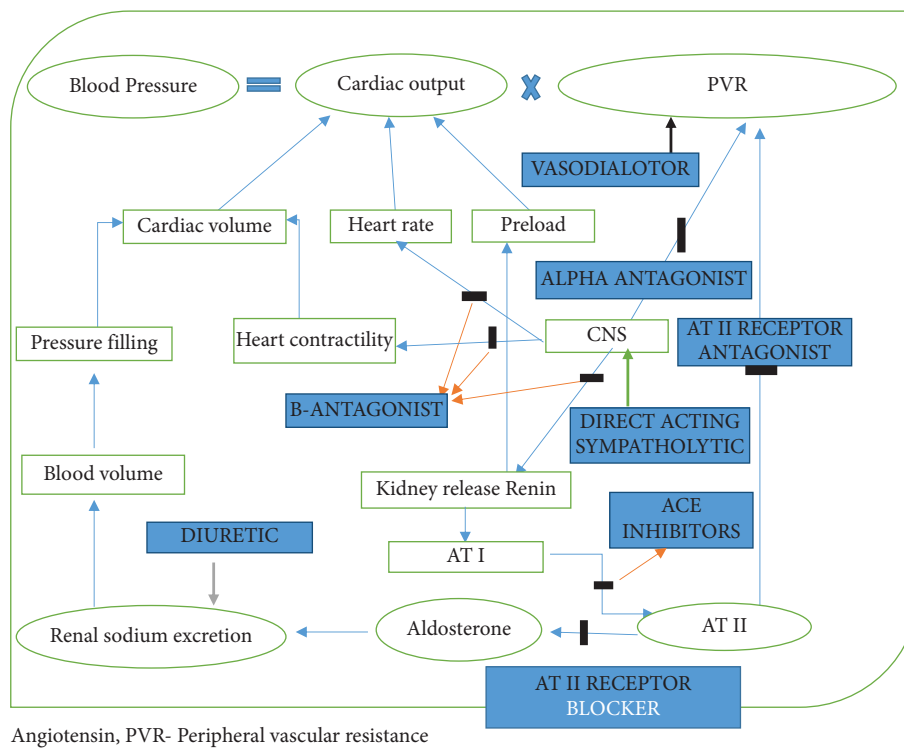 Blood Pressure
Cardiac output
PVR
VASODIALOTOR
Cardiac volume
Heart rate
Preload
ALPHA ANTAGONIST
Pressure filling
Heart contractility
CNS
AT II RECEPTOR
ANTAGONIST
B-ANTAGONIST
DIRECT ACTING
SYMPATHOLYTIC
Blood volume
Kidney release Renin
DIURETIC
AT I
ACE
INHIBITORS
Renal sodium excretion
Aldosterone
AT II
AT II RECEPTOR
BLOCKER
Angiotensin, PVR- Peripheral vascular resistance